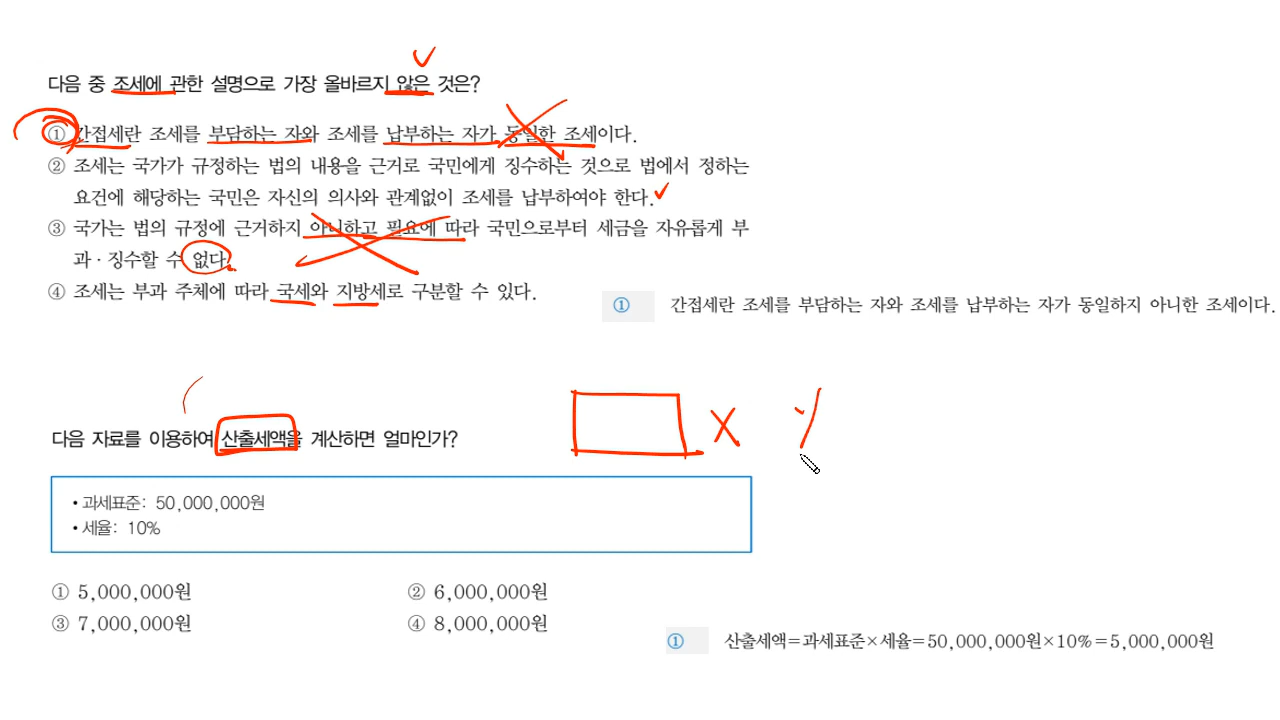 다음 중 조세에 관한 설명으로 가장 올바르지 않은 것은?
① 간접세란 조세를 부담하는 자와 조세를 납부하는 자가 동일한 조세이다.
② 조세는 국가가 규정하는 법의 내용을 근거로 국민에게 징수하는 것으로 법에서 정하는
요건에 해당하는 국민은 자신의 의사와 관계없이 조세를 납부하여야 한다.
③ 국가는 법의 규정에 근거하지 아니하고 필요에 따라 국민으로부터 세금을 자유롭게 부
과·징수할 수 없다.
④ 조세는 부과 주체에 따라 국세와 지방세로 구분할 수 있다.
① 간접세란 조세를 부담하는 자와 조세를 납부하는 자가 동일하지 아니한 조세이다.
X %
다음 자료를 이용하여 산출세액을 계산하면 얼마인가?
• 과세표준: 50,000,000원
• 세율: 10%
① 5,000,000원 ② 6,000,000원
③ 7,000,000원 ④ 8,000,000원
① 산출세액=과세표준×세율=50,000,000원×10%=5,000,000원